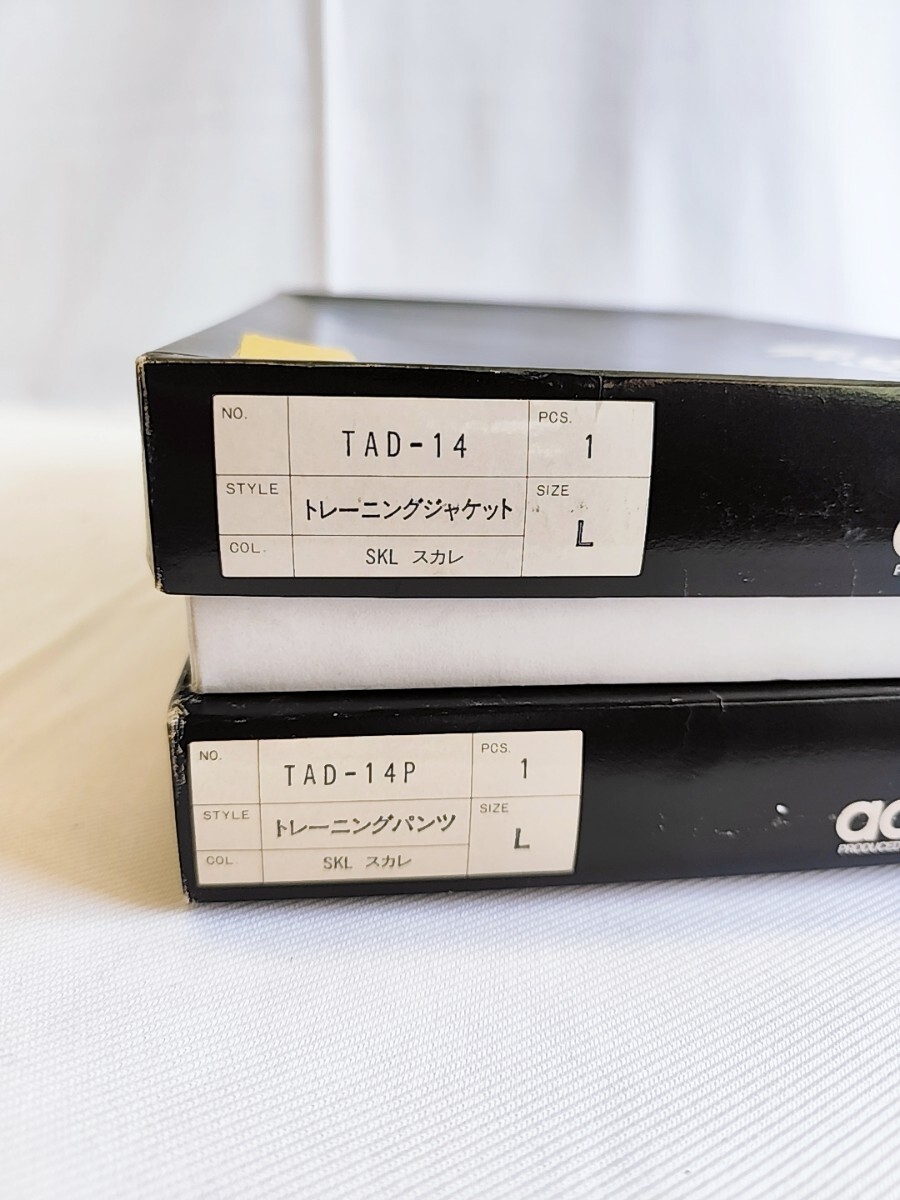 NO. TAD-14 PCS. 1
STYLE トレーニングジャケット SIZE L
COL. SKL スカレ
NO. TAD-14P PCS. 1
STYLE トレーニングパンツ SIZE L
COL. SKL スカレ
PRODUCED